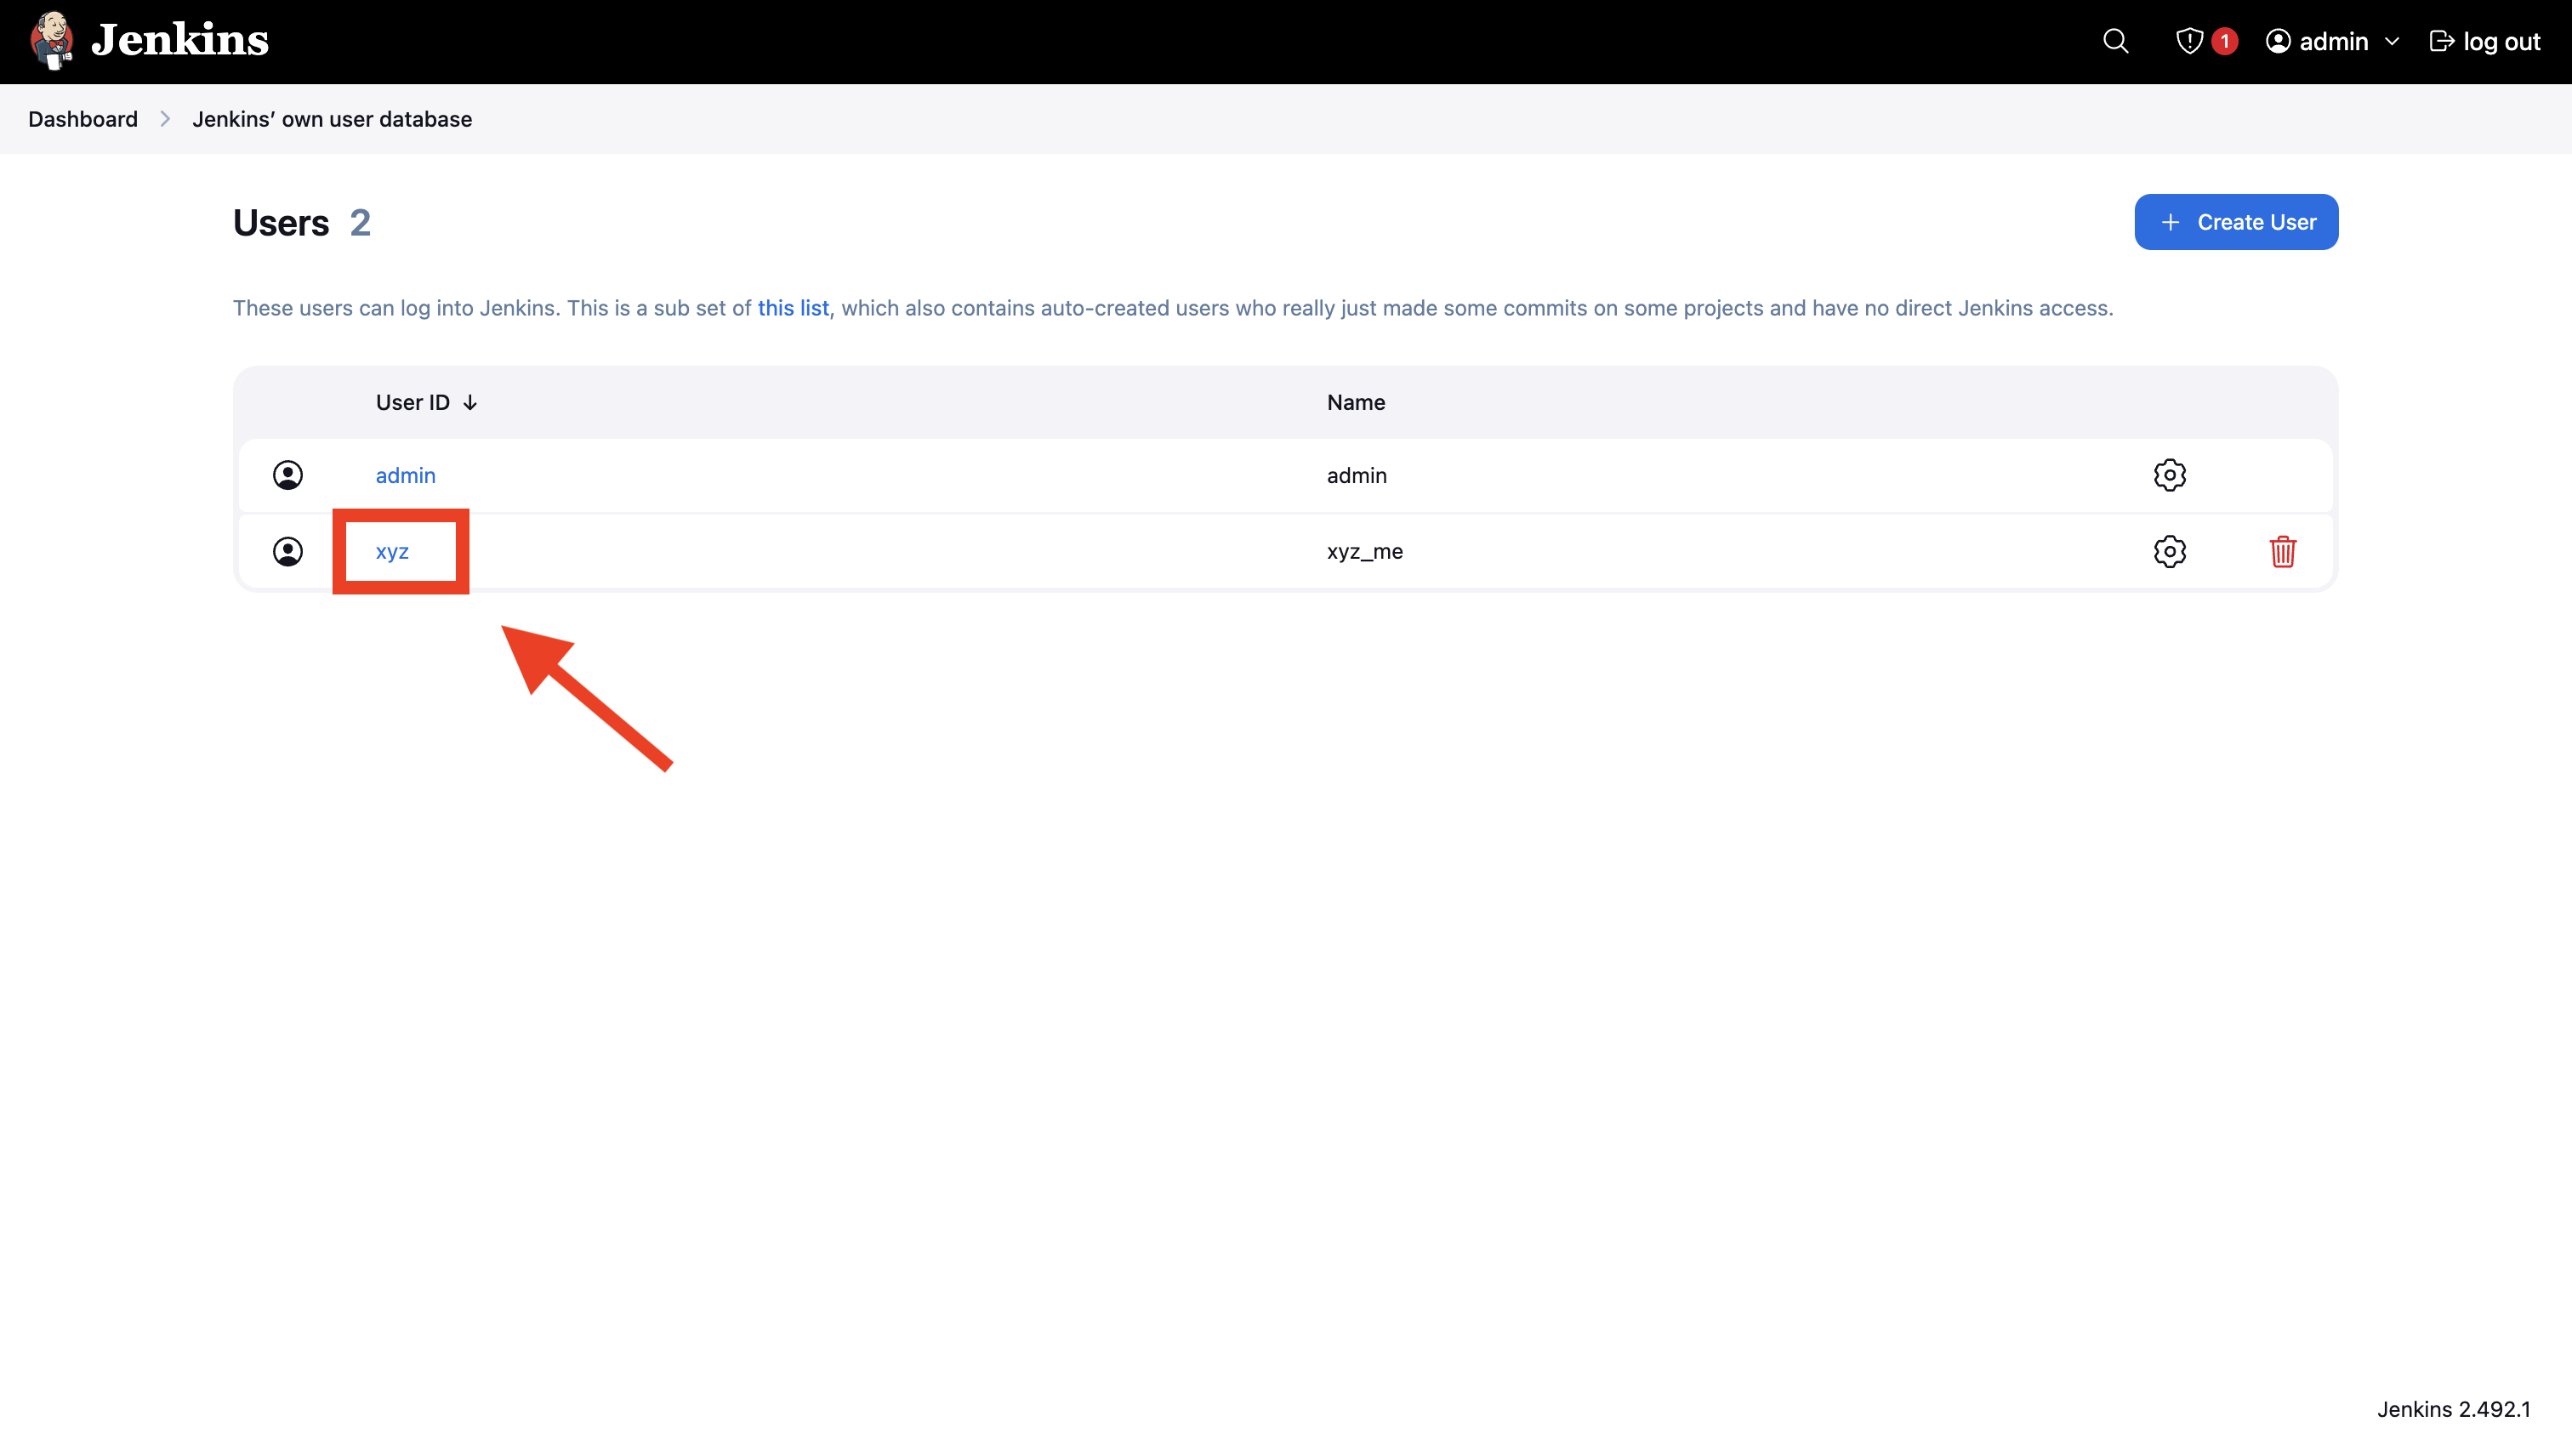 Jenkins
1
admin
log out
Dashboard
Jenkins’ own user database
Users 2
Create User
These users can log into Jenkins. This is a sub set of this list, which also contains auto-created users who really just made some commits on some projects and have no direct Jenkins access.
User ID ↓
Name
admin
admin
xyz
xyz_me
Jenkins 2.492.1